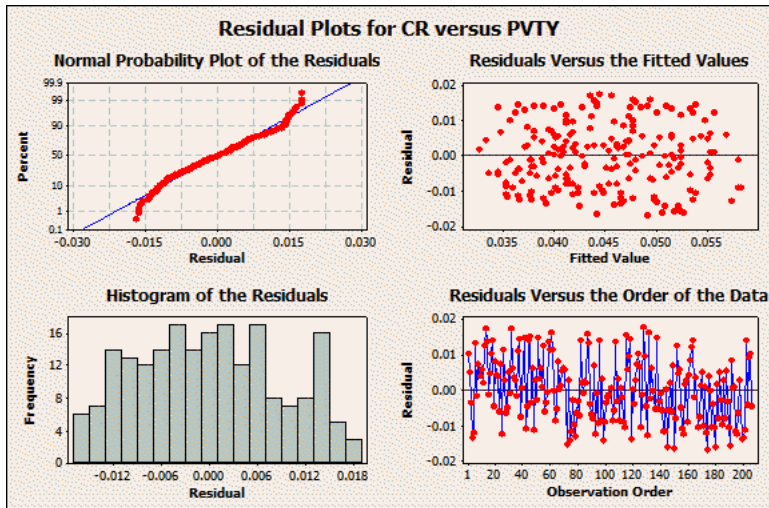 Residual Plots for CR versus PVTY
Normal Probability Plot of the Residuals
99.9
99
90
50
10
1
0.1
Percent
-0.030 -0.015 0.000 0.015 0.030
Residual
Residuals Versus the Fitted Values
0.02
0.01
0.00
-0.01
-0.02
Residual
0.035 0.040 0.045 0.050 0.055
Fitted Value
Histogram of the Residuals
16
12
8
4
0
Frequency
-0.012 -0.006 0.000 0.006 0.012 0.018
Residual
Residuals Versus the Order of the Data
0.02
0.01
0.00
-0.01
-0.02
Residual
1 20 40 60 80 100 120 140 160 180 200
Observation Order